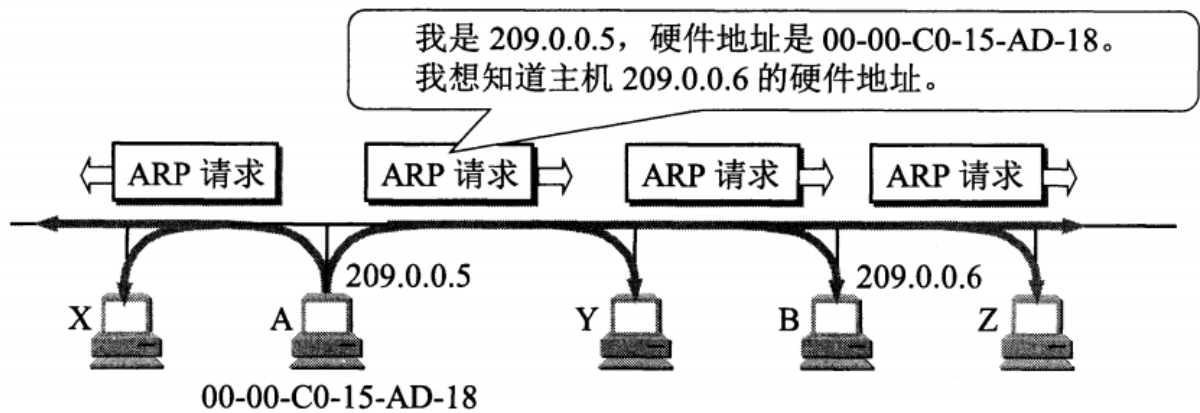 我是 209.0.0.5，硬件地址是 00-00-C0-15-AD-18。
我想知道主机 209.0.0.6 的硬件地址。
ARP 请求
ARP 请求
ARP 请求
ARP 请求
209.0.0.5
209.0.0.6
X
A
Y
B
Z
00-00-C0-15-AD-18